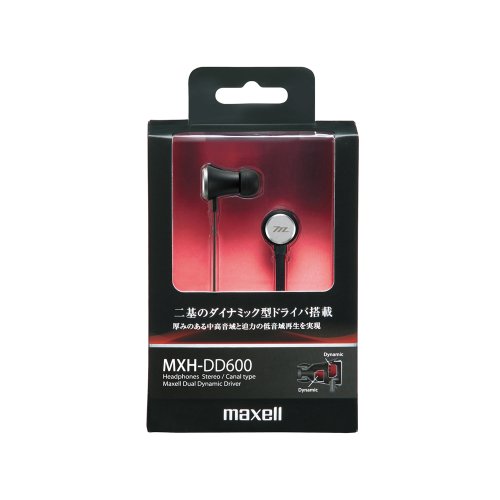 二基のダイナミック型ドライバ搭載
厚みのある中高音域と迫力の低音域再生を実現
MXH-DD600
Headphones Stereo / Canal type
Maxell Dual Dynamic Driver
Dynamic
Dynamic
maxell